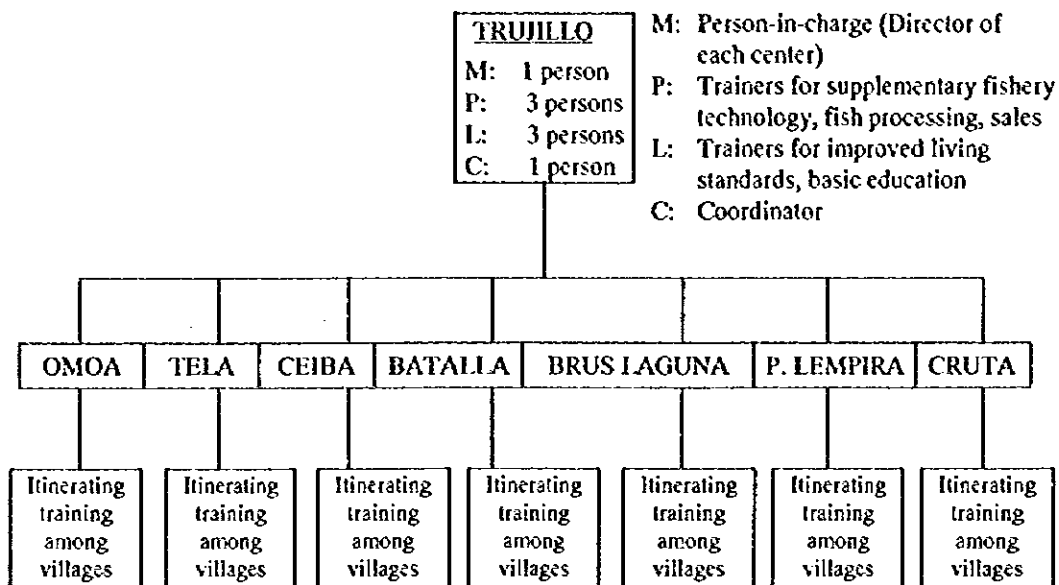 TRUJILLO
M: 1 person
P: 3 persons
L: 3 persons
C: 1 person
M: Person-in-charge (Director of
each center)
P: Trainers for supplementary fishery
technology, fish processing, sales
L: Trainers for improved living
standards, basic education
C: Coordinator
OMOA TELA CEIBA BATALLA BRUS LAGUNA P. LEMPIRA CRUTA
Itinerating
training
among
villages
Itinerating
training
among
villages
Itinerating
training
among
villages
Itinerating
training
among
villages
Itinerating
training
among
villages
Itinerating
training
among
villages
Itinerating
training
among
villages